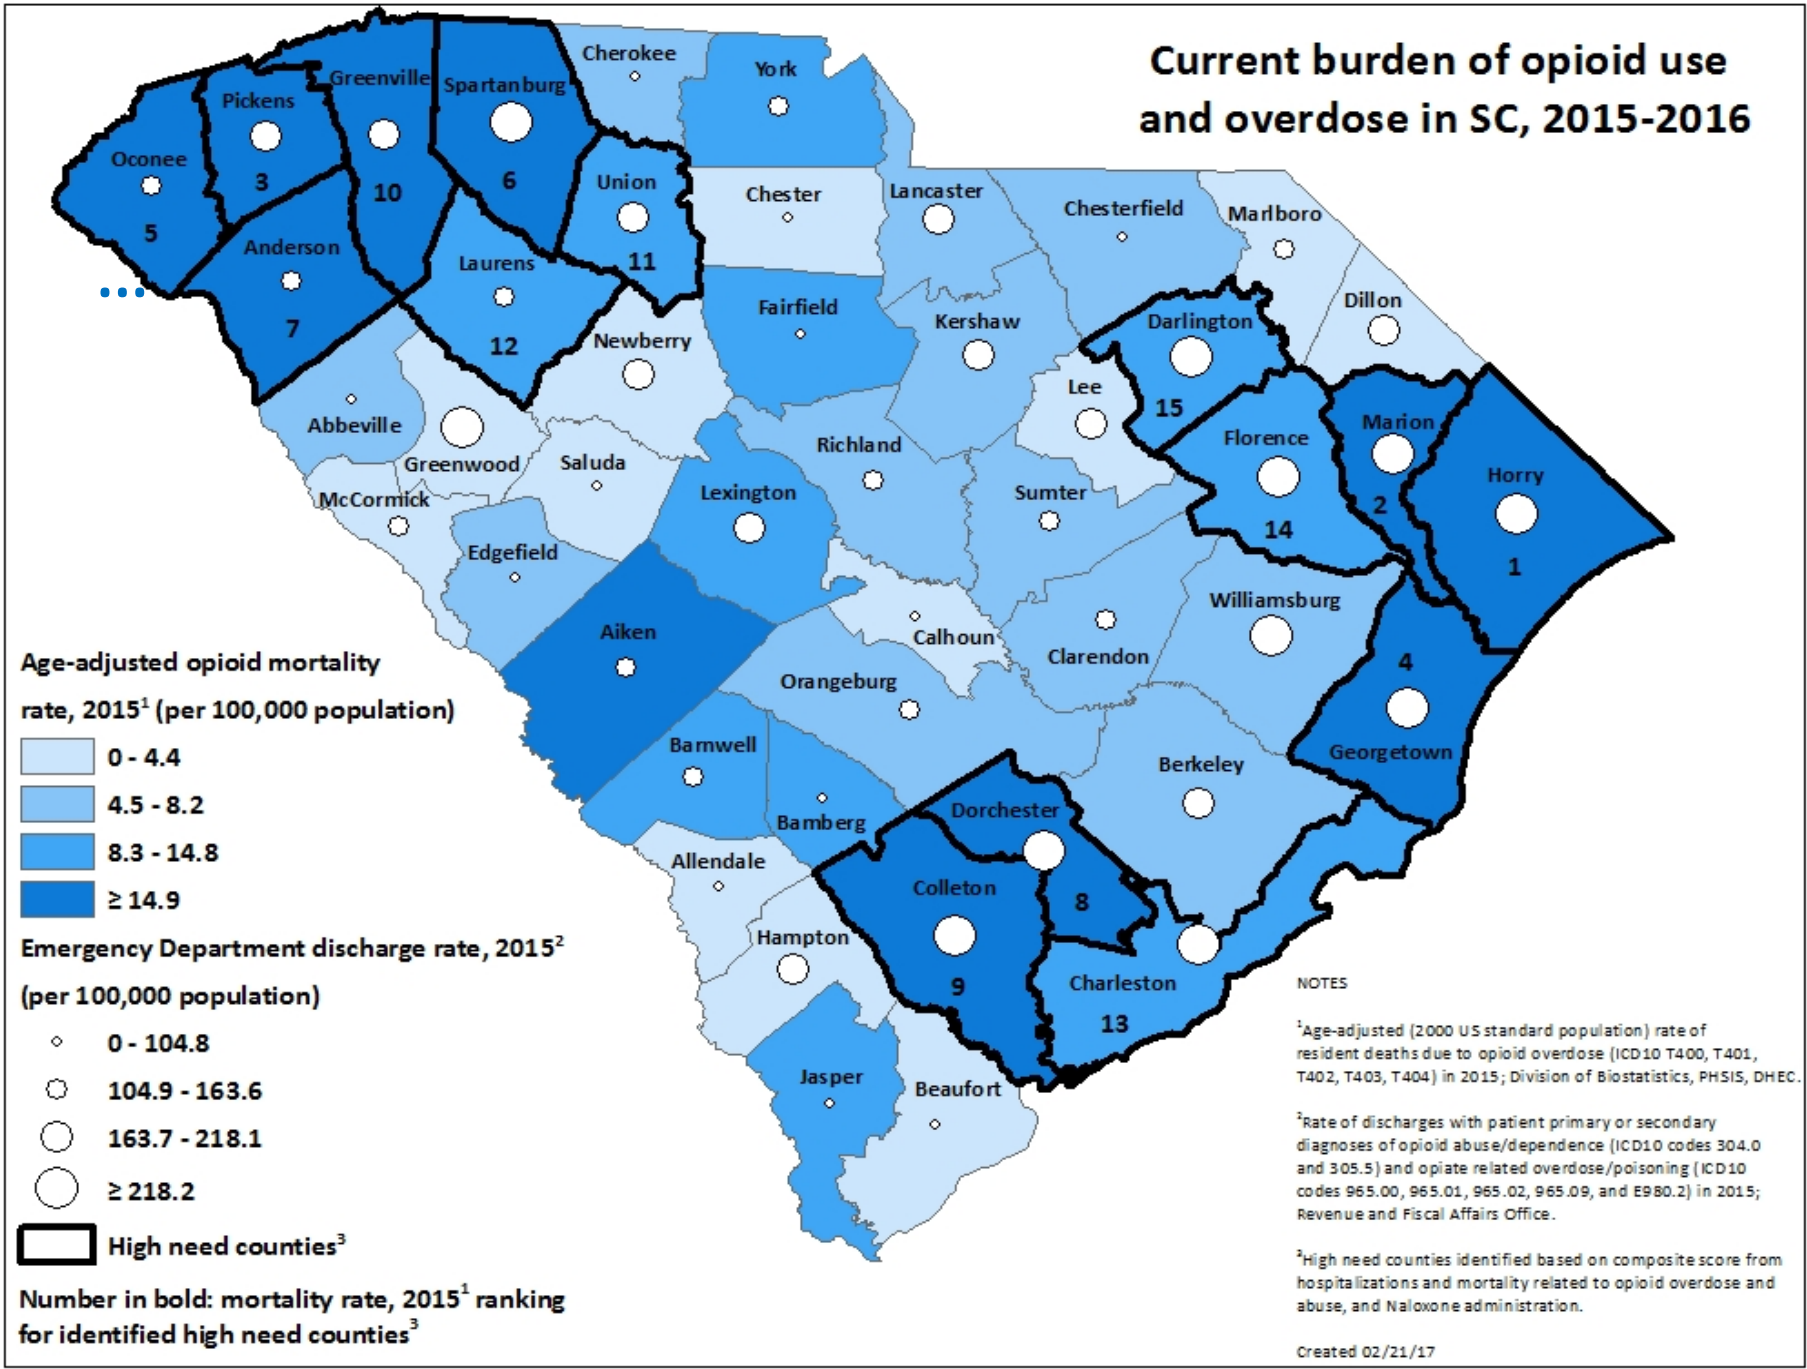 Current burden of opioid use
and overdose in SC, 2015-2016
Cherokee
York
Greenville
Spartanburg
Pickens
Oconee
3
10
6
Union
Chester
Lancaster
Chesterfield
Marlboro
5
Anderson
Laurens
11
Dillon
7
12
Newberry
Fairfield
Kershaw
Darlington
Lee
15
Marion
Abbeville
Greenwood
Saluda
Richland
Florence
Horry
McCormick
Lexington
Sumter
2
14
1
Edgefield
Aiken
Calhoun
Clarendon
Williamsburg
4
Orangeburg
Georgetown
Barnwell
Berkeley
Bamberg
Dorchester
Allendale
Colleton
8
Hampton
9
Charleston
13
Jasper
Beaufort
Age-adjusted opioid mortality
rate, 2015¹ (per 100,000 population)
0 - 4.4
4.5 - 8.2
8.3 - 14.8
≥ 14.9
Emergency Department discharge rate, 2015²
(per 100,000 population)
0 - 104.8
104.9 - 163.6
163.7 - 218.1
≥ 218.2
High need counties³
Number in bold: mortality rate, 2015¹ ranking
for identified high need counties³
NOTES
¹Age-adjusted (2000 US standard population) rate of
resident deaths due to opioid overdose (ICD10 T400, T401,
T402, T403, T404) in 2015; Division of Biostatistics, PHSIS, DHEC.
²Rate of discharges with patient primary or secondary
diagnoses of opioid abuse/dependence (ICD10 codes 304.0
and 305.5) and opiate related overdose/poisoning (ICD10
codes 965.00, 965.01, 965.02, 965.09, and E980.2) in 2015;
Revenue and Fiscal Affairs Office.
³High need counties identified based on composite score from
hospitalizations and mortality related to opioid overdose and
abuse, and Naloxone administration.
Created 02/21/17